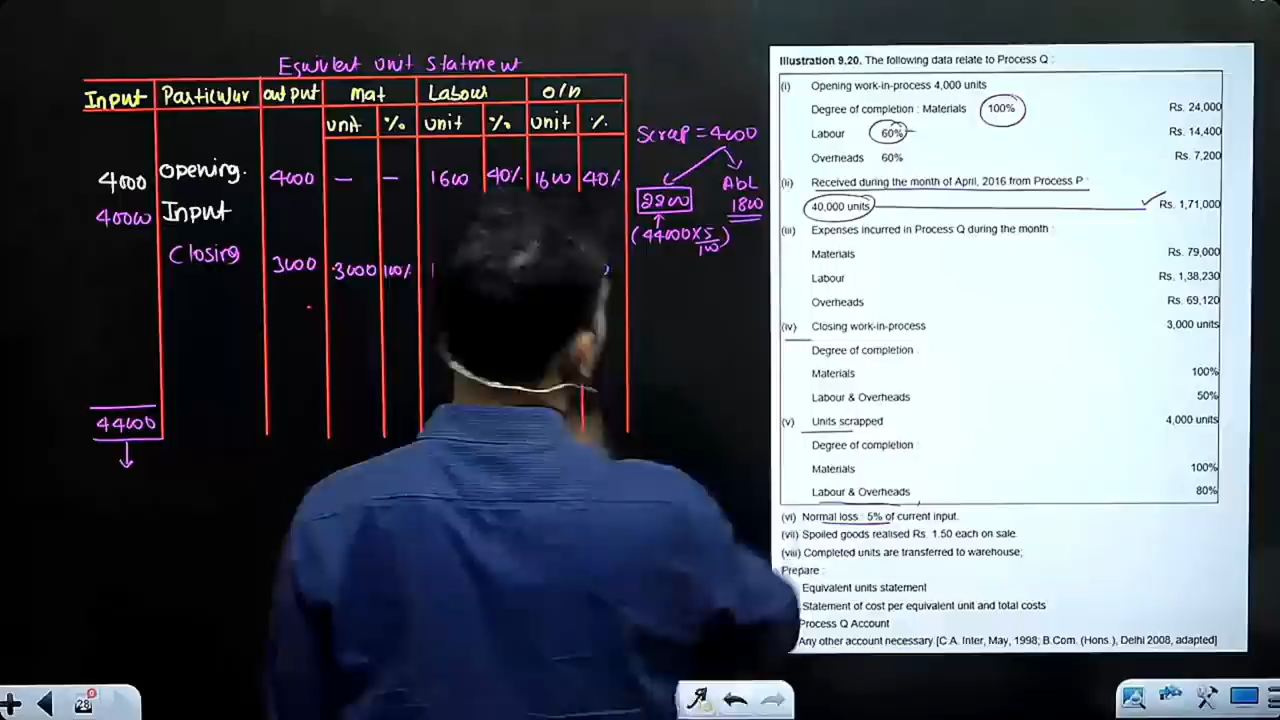 Equivlent unit Statment
Input Particular output Mat Labour O/H
unit % unit % unit %
4000 Opening. 4000 — — 1600 40% 1600 40%
40000 Input
Closing 3000 3000 100%
44000
Scrap = 4000
2200
AbL
1800
(44000×5/100)
Illustration 9.20. The following data relate to Process Q :
(i) Opening work-in-process 4,000 units
Degree of completion : Materials 100% Rs. 24,000
Labour 60% Rs. 14,400
Overheads 60% Rs. 7,200
(ii) Received during the month of April, 2016 from Process P :
40,000 units Rs. 1,71,000
(iii) Expenses incurred in Process Q during the month :
Materials Rs. 79,000
Labour Rs. 1,38,230
Overheads Rs. 69,120
(iv) Closing work-in-process 3,000 units
Degree of completion :
Materials 100%
Labour & Overheads 50%
(v) Units scrapped 4,000 units
Degree of completion :
Materials 100%
Labour & Overheads 80%
(vi) Normal loss : 5% of current input.
(vii) Spoiled goods realised Rs. 1.50 each on sale.
(viii) Completed units are transferred to warehouse;
Prepare :
Equivalent units statement
Statement of cost per equivalent unit and total costs
Process Q Account
Any other account necessary [C.A. Inter, May, 1998; B.Com. (Hons.), Delhi 2008, adapted]
28